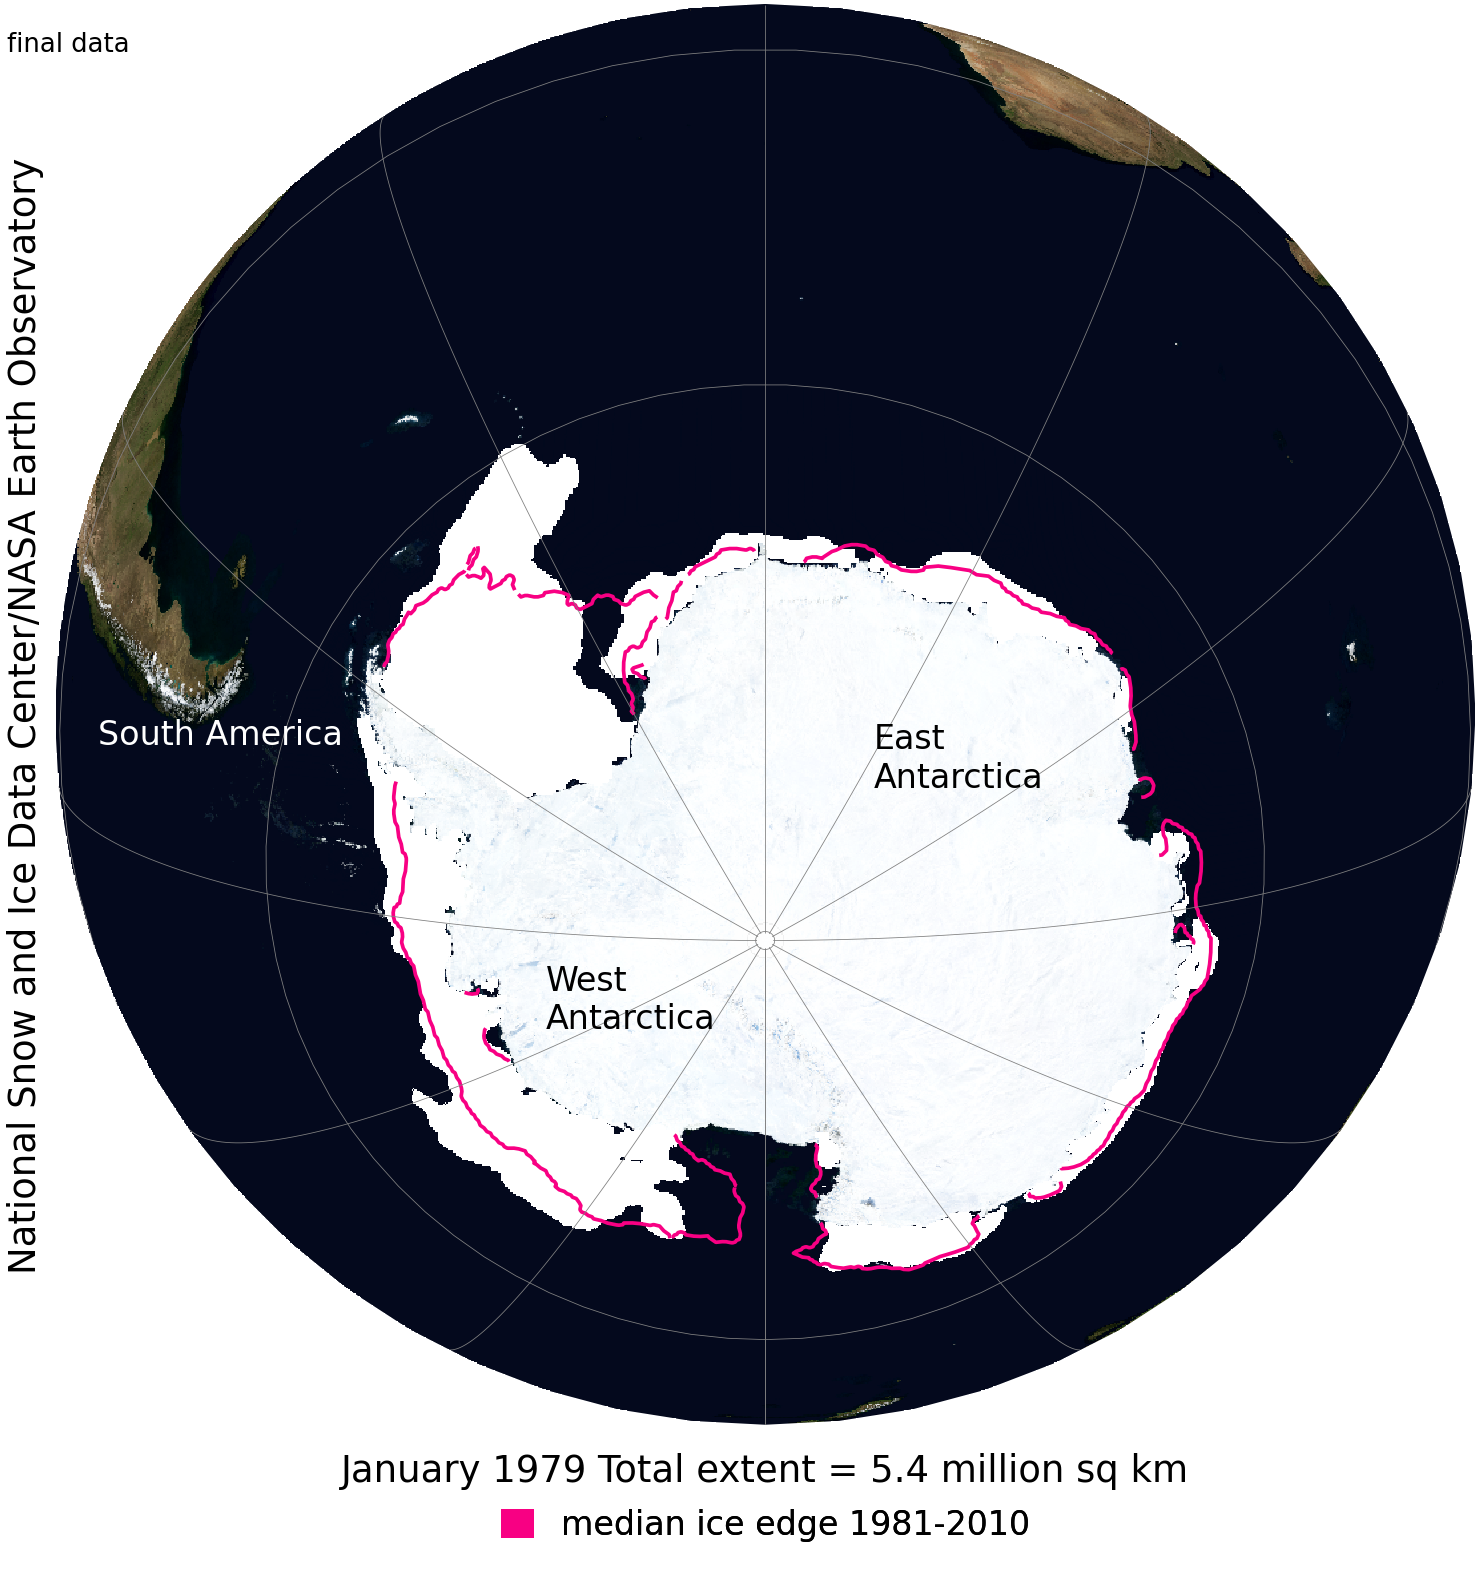 final data
National Snow and Ice Data Center/NASA Earth Observatory
South America
East
Antarctica
West
Antarctica
January 1979 Total extent = 5.4 million sq km
median ice edge 1981-2010